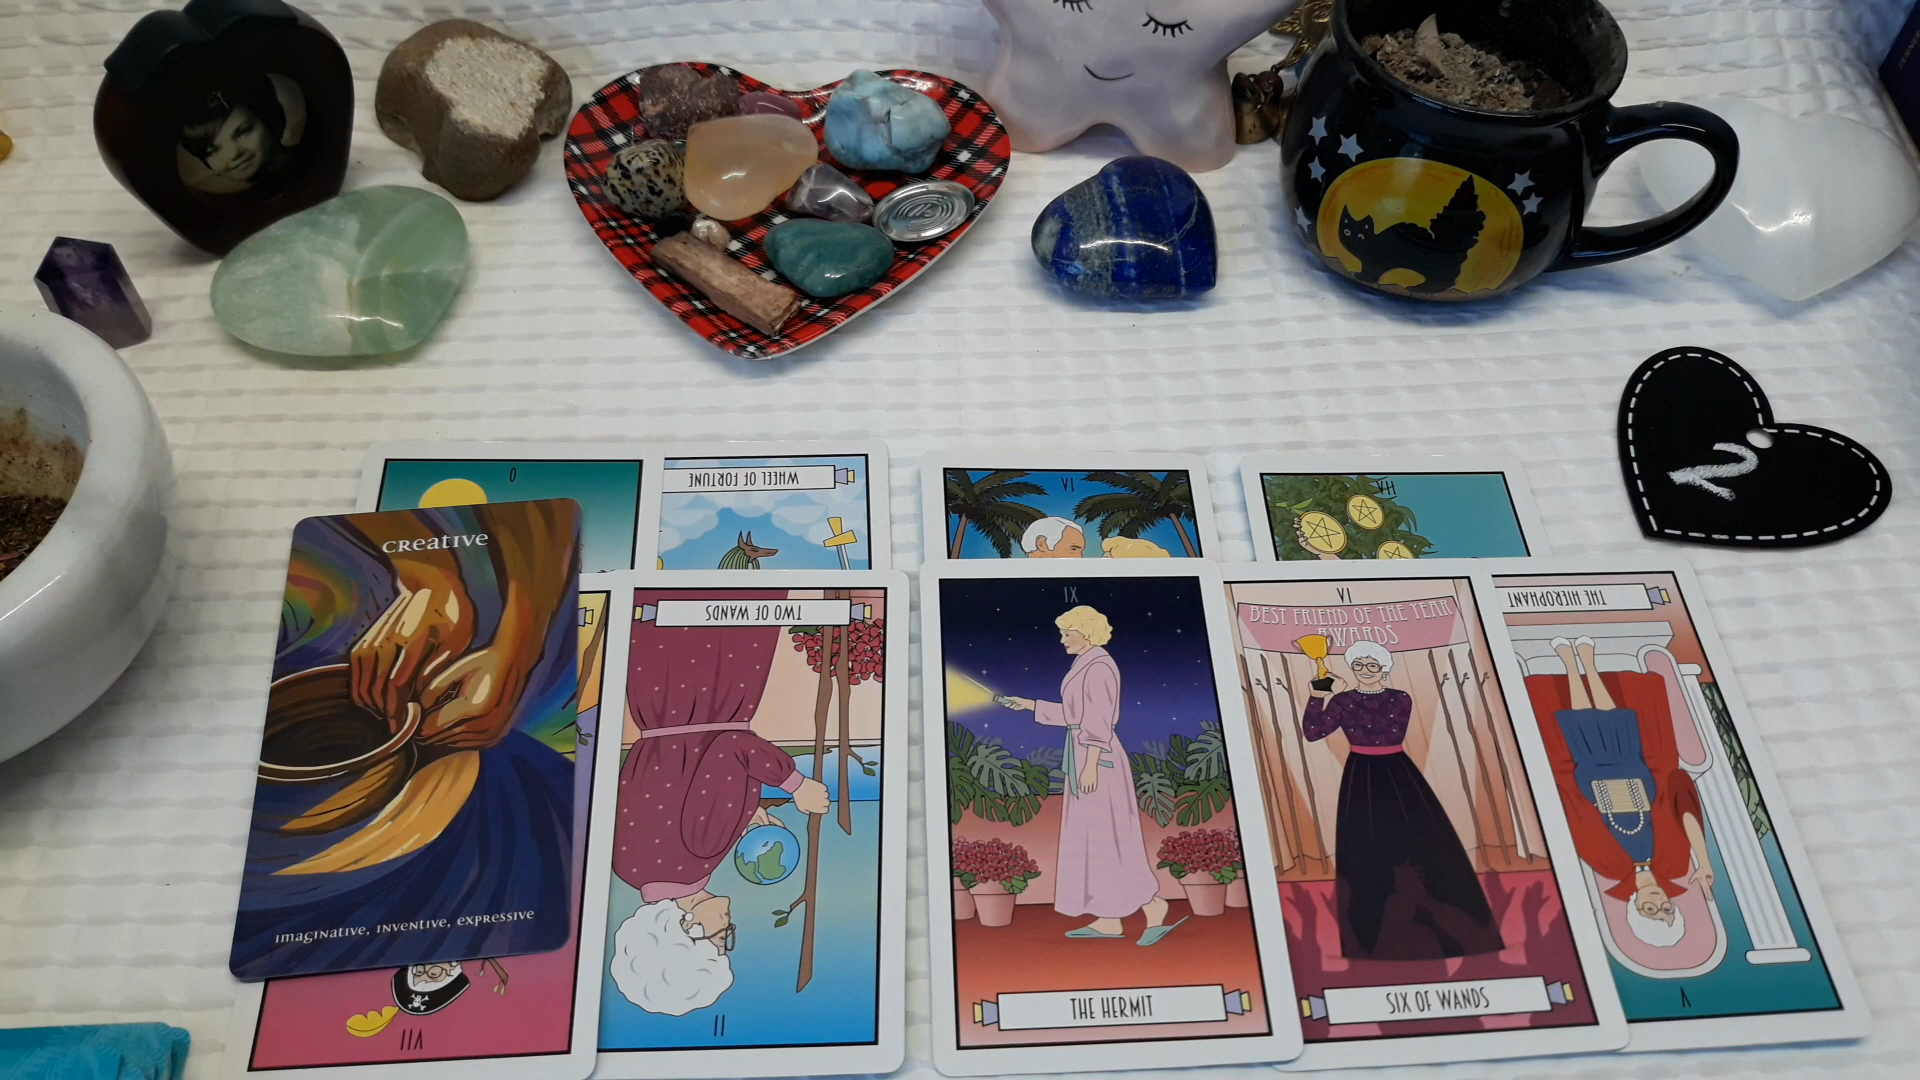 2
0
WHEEL OF FORTUNE
VI
VII
creative
imaginative, inventive, expressive
VII
TWO OF WANDS
II
IX
THE HERMIT
VI
BEST FRIEND OF THE YEAR
AWARDS
SIX OF WANDS
THE HIEROPHANT
V